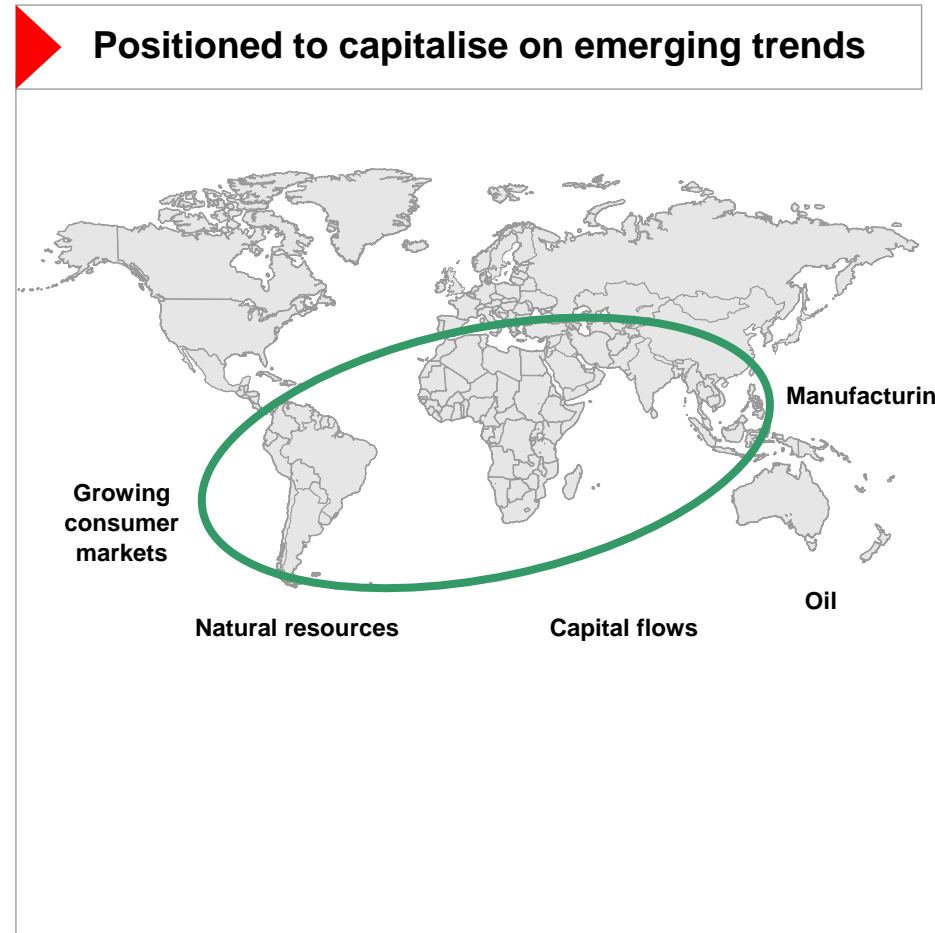 Positioned to capitalise on emerging trends
Manufacturin
Growing
consumer
markets
Oil
Natural resources
Capital flows